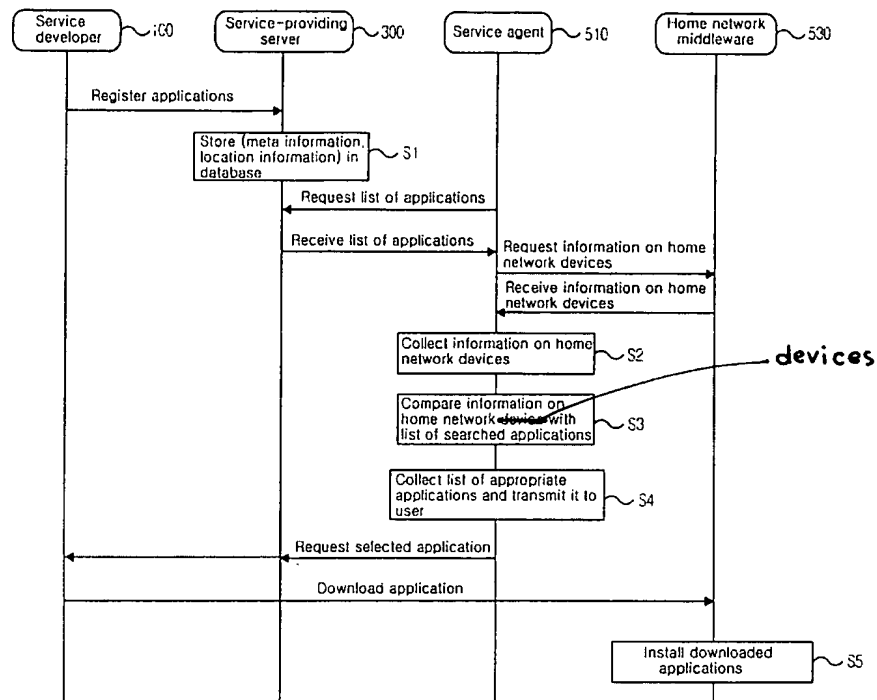 Service
developer
100
Service-providing
server
300
Service agent
510
Home network
middleware
530
Register applications
Store (meta information,
location information) in
database
S1
Request list of applications
Receive list of applications
Request information on home
network devices
Receive information on home
network devices
Collect information on home
network devices
S2
devices
Compare information on
home network device with
list of searched applications
S3
Collect list of appropriate
applications and transmit it to
user
S4
Request selected application
Download application
Install downloaded
applications
S5